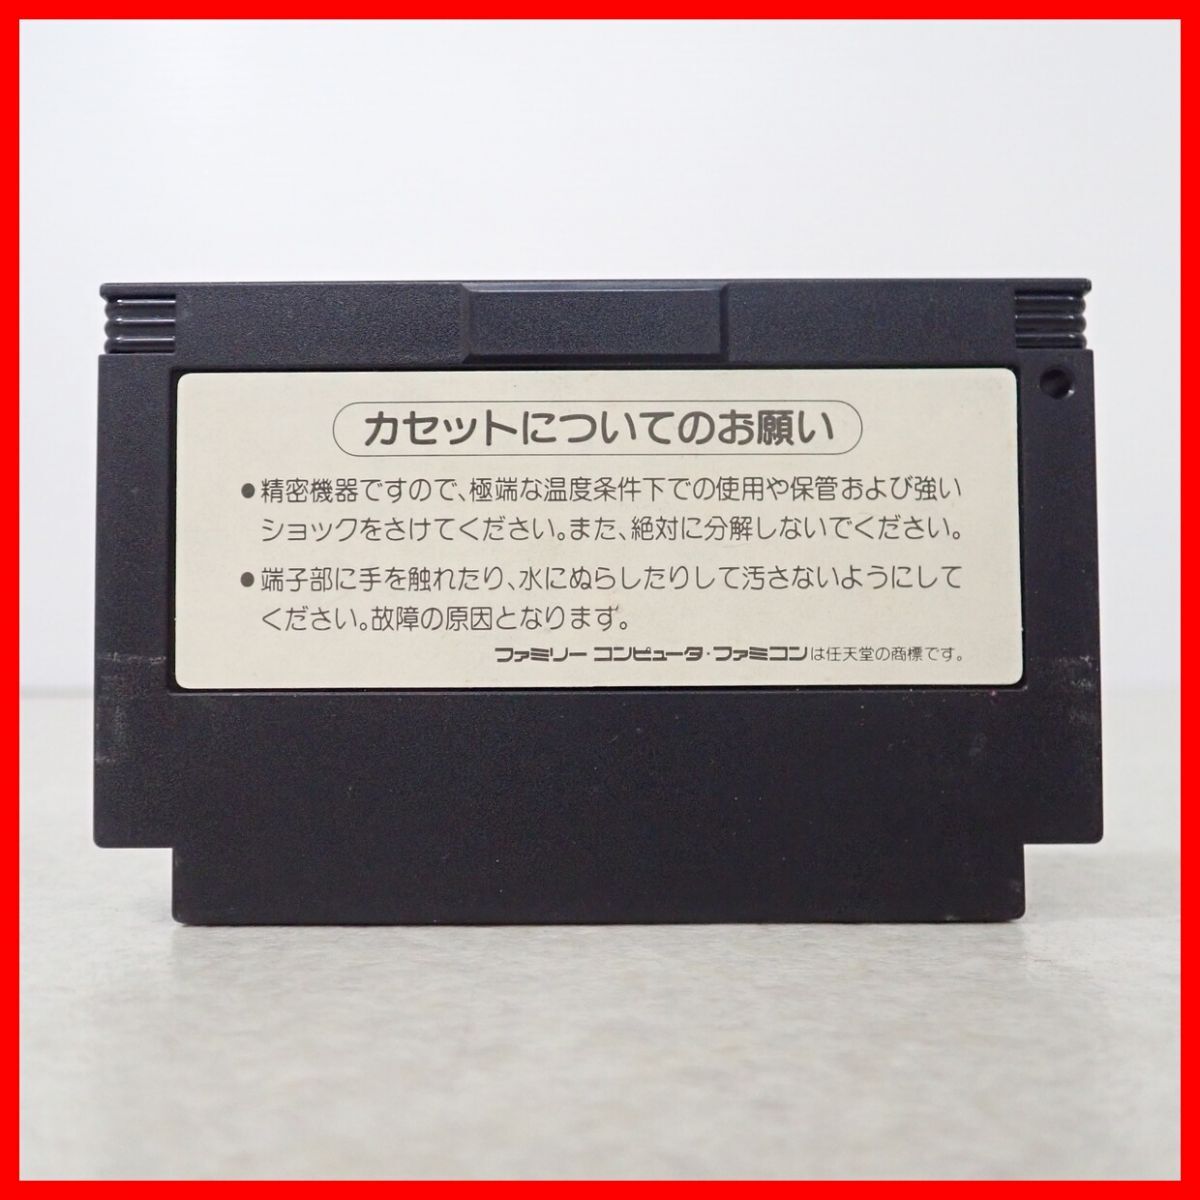 カセットについてのお願い
●精密機器ですので、極端な温度条件下での使用や保管および強い
ショックをさけてください。また、絶対に分解しないでください。
●端子部に手を触れたり、水にぬらしたりして汚さないようにして
ください。故障の原因となります。
ファミリーコンピュータ・ファミコンは任天堂の商標です。